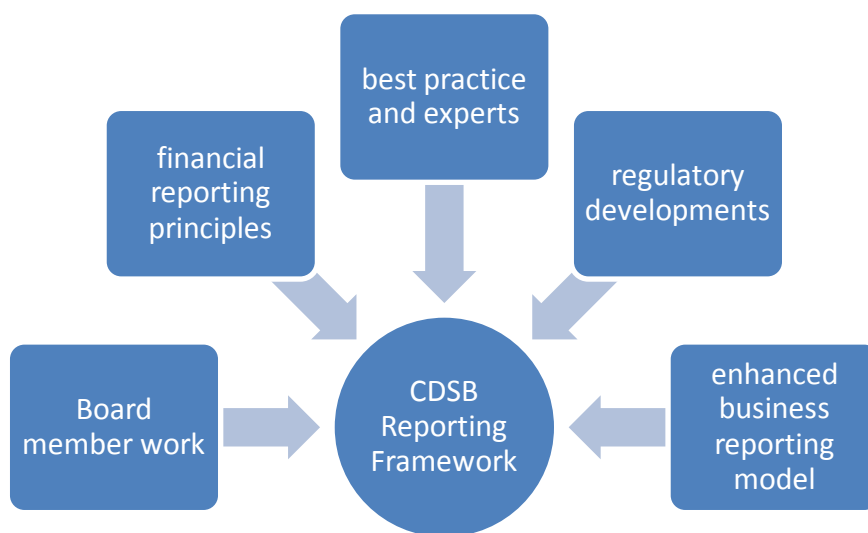 best practice
and experts
financial
reporting
principles
regulatory
developments
Board
member work
CDSB
Reporting
Framework
enhanced
business
reporting
model